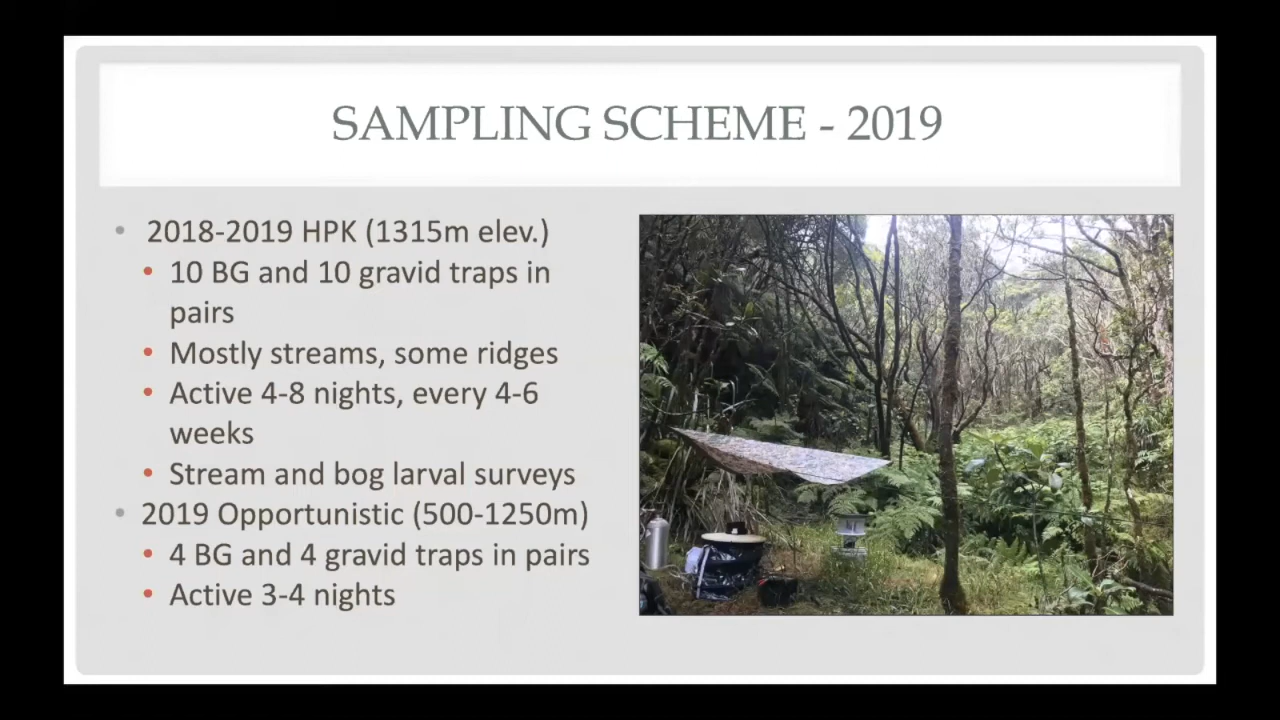 SAMPLING SCHEME - 2019
• 2018-2019 HPK (1315m elev.)
• 10 BG and 10 gravid traps in
pairs
• Mostly streams, some ridges
• Active 4-8 nights, every 4-6
weeks
• Stream and bog larval surveys
• 2019 Opportunistic (500-1250m)
• 4 BG and 4 gravid traps in pairs
• Active 3-4 nights